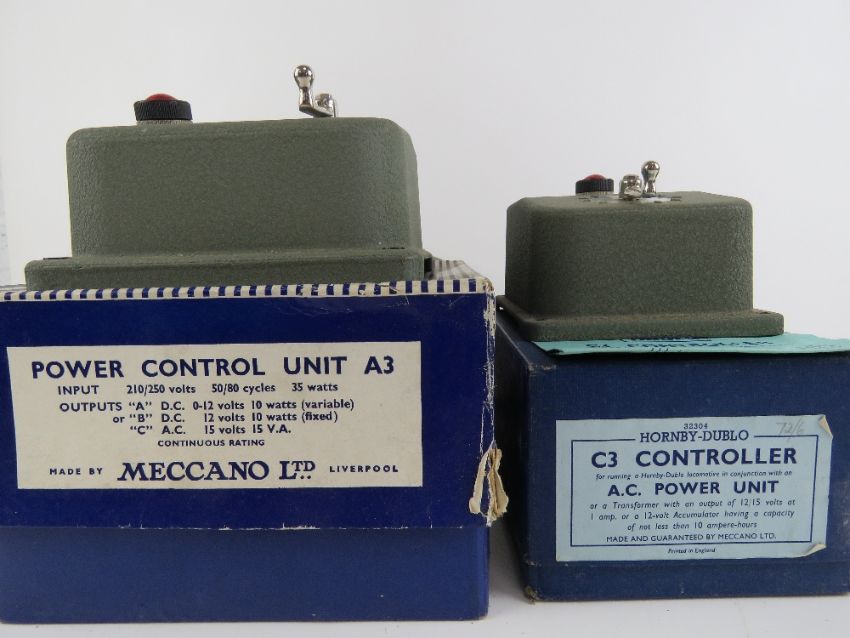 POWER CONTROL UNIT A3
INPUT 210/250 volts 50/80 cycles 35 watts
OUTPUTS "A" D.C. 0-12 volts 10 watts (variable)
or "B" D.C. 12 volts 10 watts (fixed)
"C" A.C. 15 volts 15 V.A.
CONTINUOUS RATING
MADE BY MECCANO LTD. LIVERPOOL
32304
72/6
HORNBY-DUBLO
C3 CONTROLLER
for running a Hornby-Dublo locomotive in conjunction with an
A.C. POWER UNIT
or a Transformer with an output of 12/15 volts at
1 amp. or a 12-volt Accumulator having a capacity
of not less than 10 ampere-hours
MADE AND GUARANTEED BY MECCANO LTD.
Printed in England